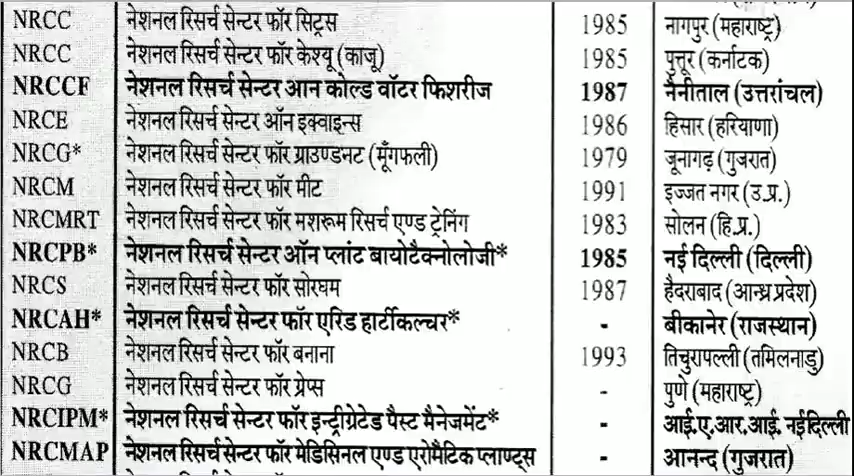 NRCC नेशनल रिसर्च सेन्टर फॉर सिट्रस 1985 नागपुर (महाराष्ट्र)
NRCC नेशनल रिसर्च सेन्टर फॉर केश्यू (काजू) 1985 पुत्तूर (कर्नाटक)
NRCCF नेशनल रिसर्च सेन्टर आन कोल्ड वॉटर फिशरीज 1987 नैनीताल (उत्तरांचल)
NRCE नेशनल रिसर्च सेन्टर ऑन इक्वाइन्स 1986 हिसार (हरियाणा)
NRCG* नेशनल रिसर्च सेन्टर फॉर ग्राउण्डनट (मूँगफली) 1979 जूनागढ़ (गुजरात)
NRCM नेशनल रिसर्च सेन्टर फॉर मीट 1991 इज्जत नगर (उ.प्र.)
NRCMRT नेशनल रिसर्च सेन्टर फॉर मशरूम रिसर्च एण्ड ट्रेनिंग 1983 सोलन (हि.प्र.)
NRCPB* नेशनल रिसर्च सेन्टर ऑन प्लांट बायोटैक्नोलोजी* 1985 नई दिल्ली (दिल्ली)
NRCS नेशनल रिसर्च सेन्टर फॉर सोरघम 1987 हैदराबाद (आन्ध्र प्रदेश)
NRCAH* नेशनल रिसर्च सेन्टर फॉर एरिड हार्टीकल्चर* - बीकानेर (राजस्थान)
NRCB नेशनल रिसर्च सेन्टर फॉर बनाना 1993 तिचुरापल्ली (तमिलनाडु)
NRCG नेशनल रिसर्च सेन्टर फॉर ग्रेप्स - पुणे (महाराष्ट्र)
NRCIPM* नेशनल रिसर्च सेन्टर फॉर इन्ट्रीग्रेटेड पैस्ट मैनेजमेंट* - आई.ए.आर.आई. नईदिल्ली
NRCMAP नेशनल रिसर्च सेन्टर फॉर मेडिसिनल एण्ड एरोमैटिक प्लाण्ट्स - आनन्द (गुजरात)